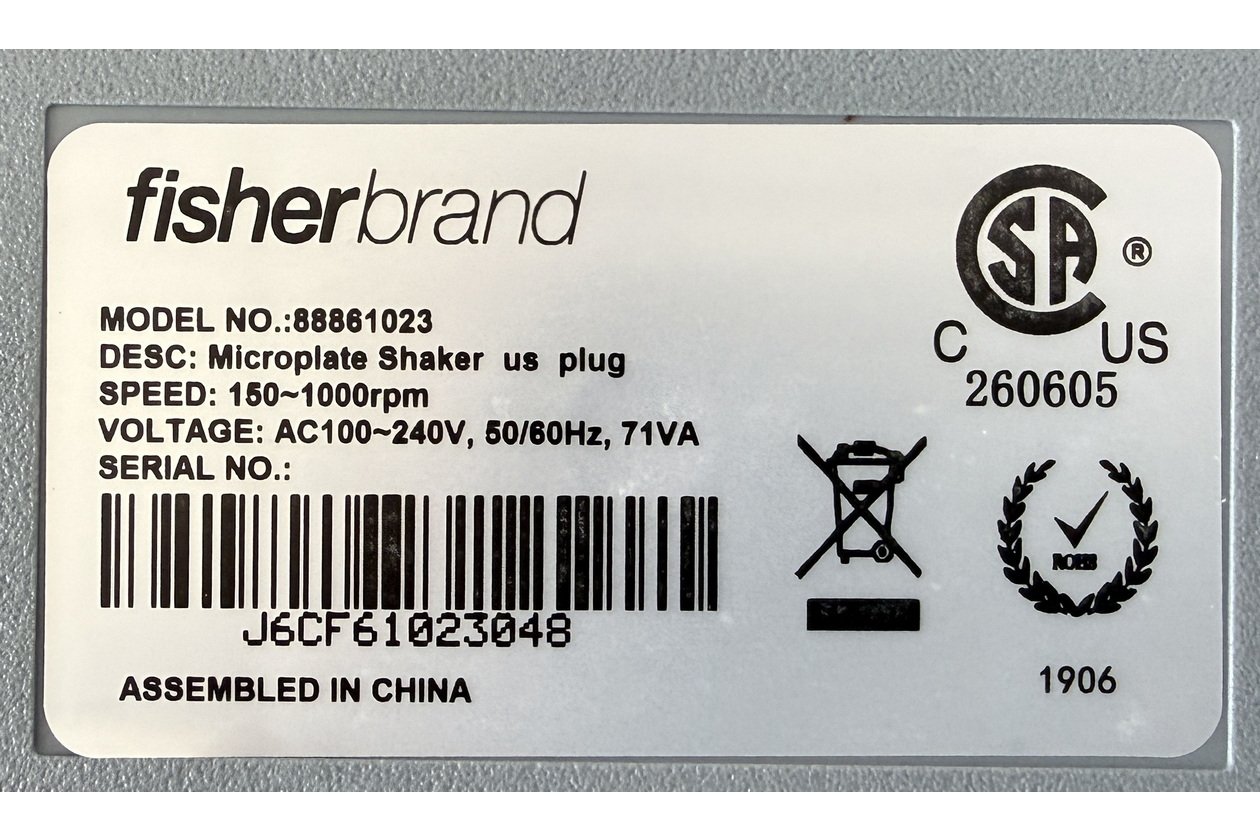 fisherbrand
MODEL NO.:88861023
DESC: Microplate Shaker us plug
SPEED: 150~1000rpm
VOLTAGE: AC100~240V, 50/60Hz, 71VA
SERIAL NO.:
J6CF61023048
ASSEMBLED IN CHINA
CSA ®
C US
260605
ROHS
1906